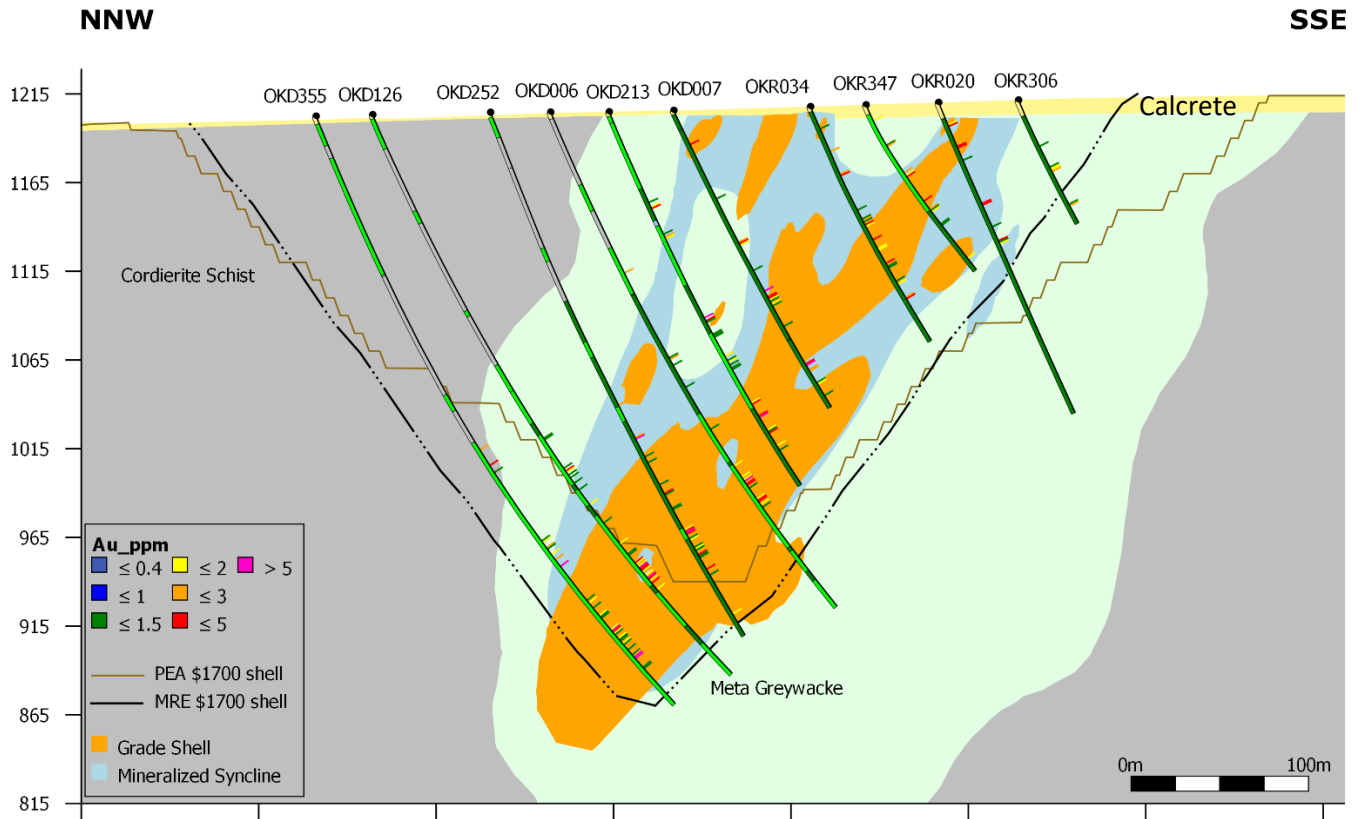 NNW
SSE
OKD355 OKD126 OKD252 OKD006 OKD213 OKD007 OKR034 OKR347 OKR020 OKR306
Calcrete
1215
1165
1115
1065
1015
965
915
865
815
Cordierite Schist
Meta Greywacke
Au_ppm
≤ 0.4 ≤ 2 > 5
≤ 1 ≤ 3
≤ 1.5 ≤ 5
PEA $1700 shell
MRE $1700 shell
Grade Shell
Mineralized Syncline
0m 100m